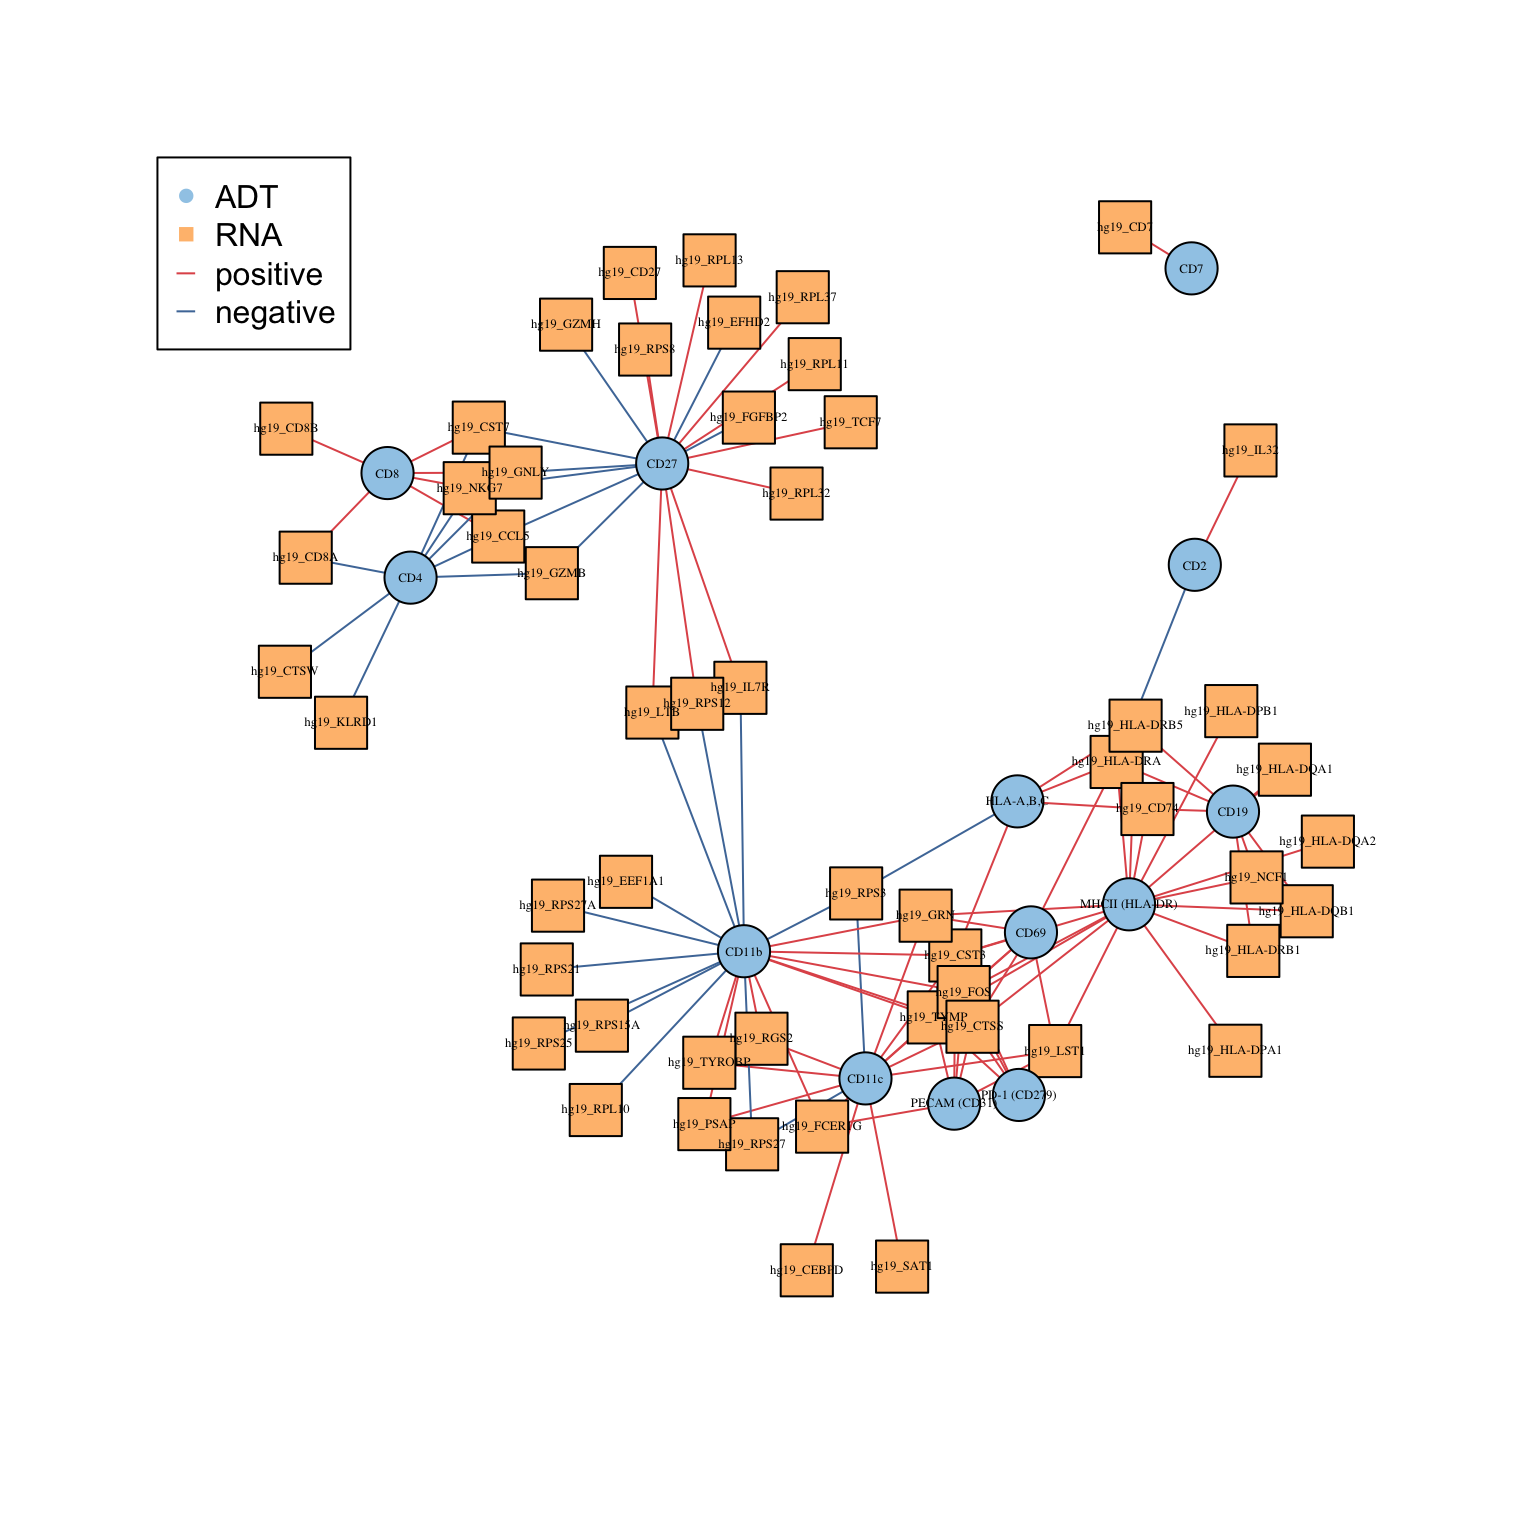 ADT
RNA
positive
negative
hg19_CD7
CD7
hg19_RPL13
hg19_CD27
hg19_RPL37
hg19_GZMH
hg19_EFHD2
hg19_RPS8
hg19_RPL11
hg19_FGFBP2
hg19_TCF7
hg19_CD8B
hg19_CST7
hg19_IL32
CD27
CD8
hg19_GNLY
hg19_NKG7
hg19_RPL32
hg19_CCL5
hg19_CD8A
CD2
hg19_GZMB
CD4
hg19_CTSW
hg19_IL7R
hg19_RPS12
hg19_LTB
hg19_KLRD1
hg19_HLA-DPB1
hg19_HLA-DRB5
hg19_HLA-DRA
hg19_HLA-DQA1
HLA-A,B,C
hg19_CD74
CD19
hg19_HLA-DQA2
hg19_NCF1
hg19_EEF1A1
hg19_RPS3
hg19_RPS27A
MHCII (HLA-DR)
hg19_HLA-DQB1
hg19_GRN
CD69
CD11b
hg19_HLA-DRB1
hg19_CST3
hg19_RPS21
hg19_FOS
hg19_TYMP
hg19_CTSS
hg19_RPS15A
hg19_RGS2
hg19_RPS25
hg19_LST1
hg19_HLA-DPA1
hg19_TYROBP
CD11c
PD-1 (CD279)
PECAM (CD31)
hg19_RPL10
hg19_PSAP
hg19_FCER1G
hg19_RPS27
hg19_CEBPD
hg19_SAT1